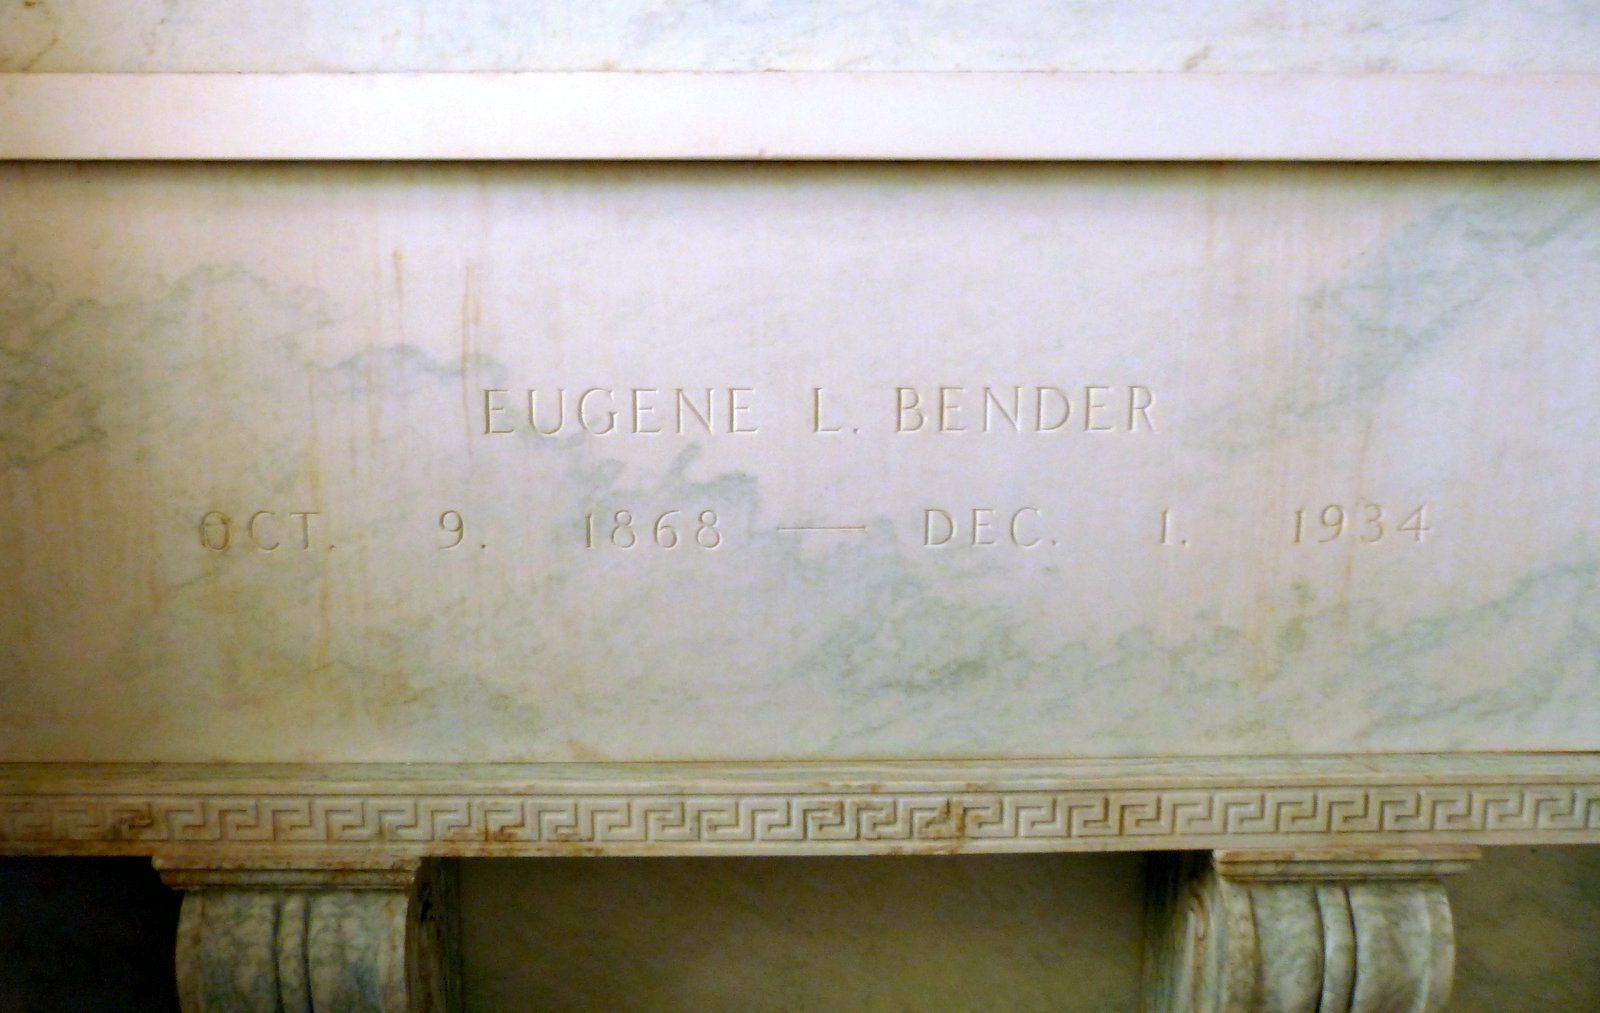 EUGENE L. BENDER
OCT. 9. 1868 — DEC. 1. 1934